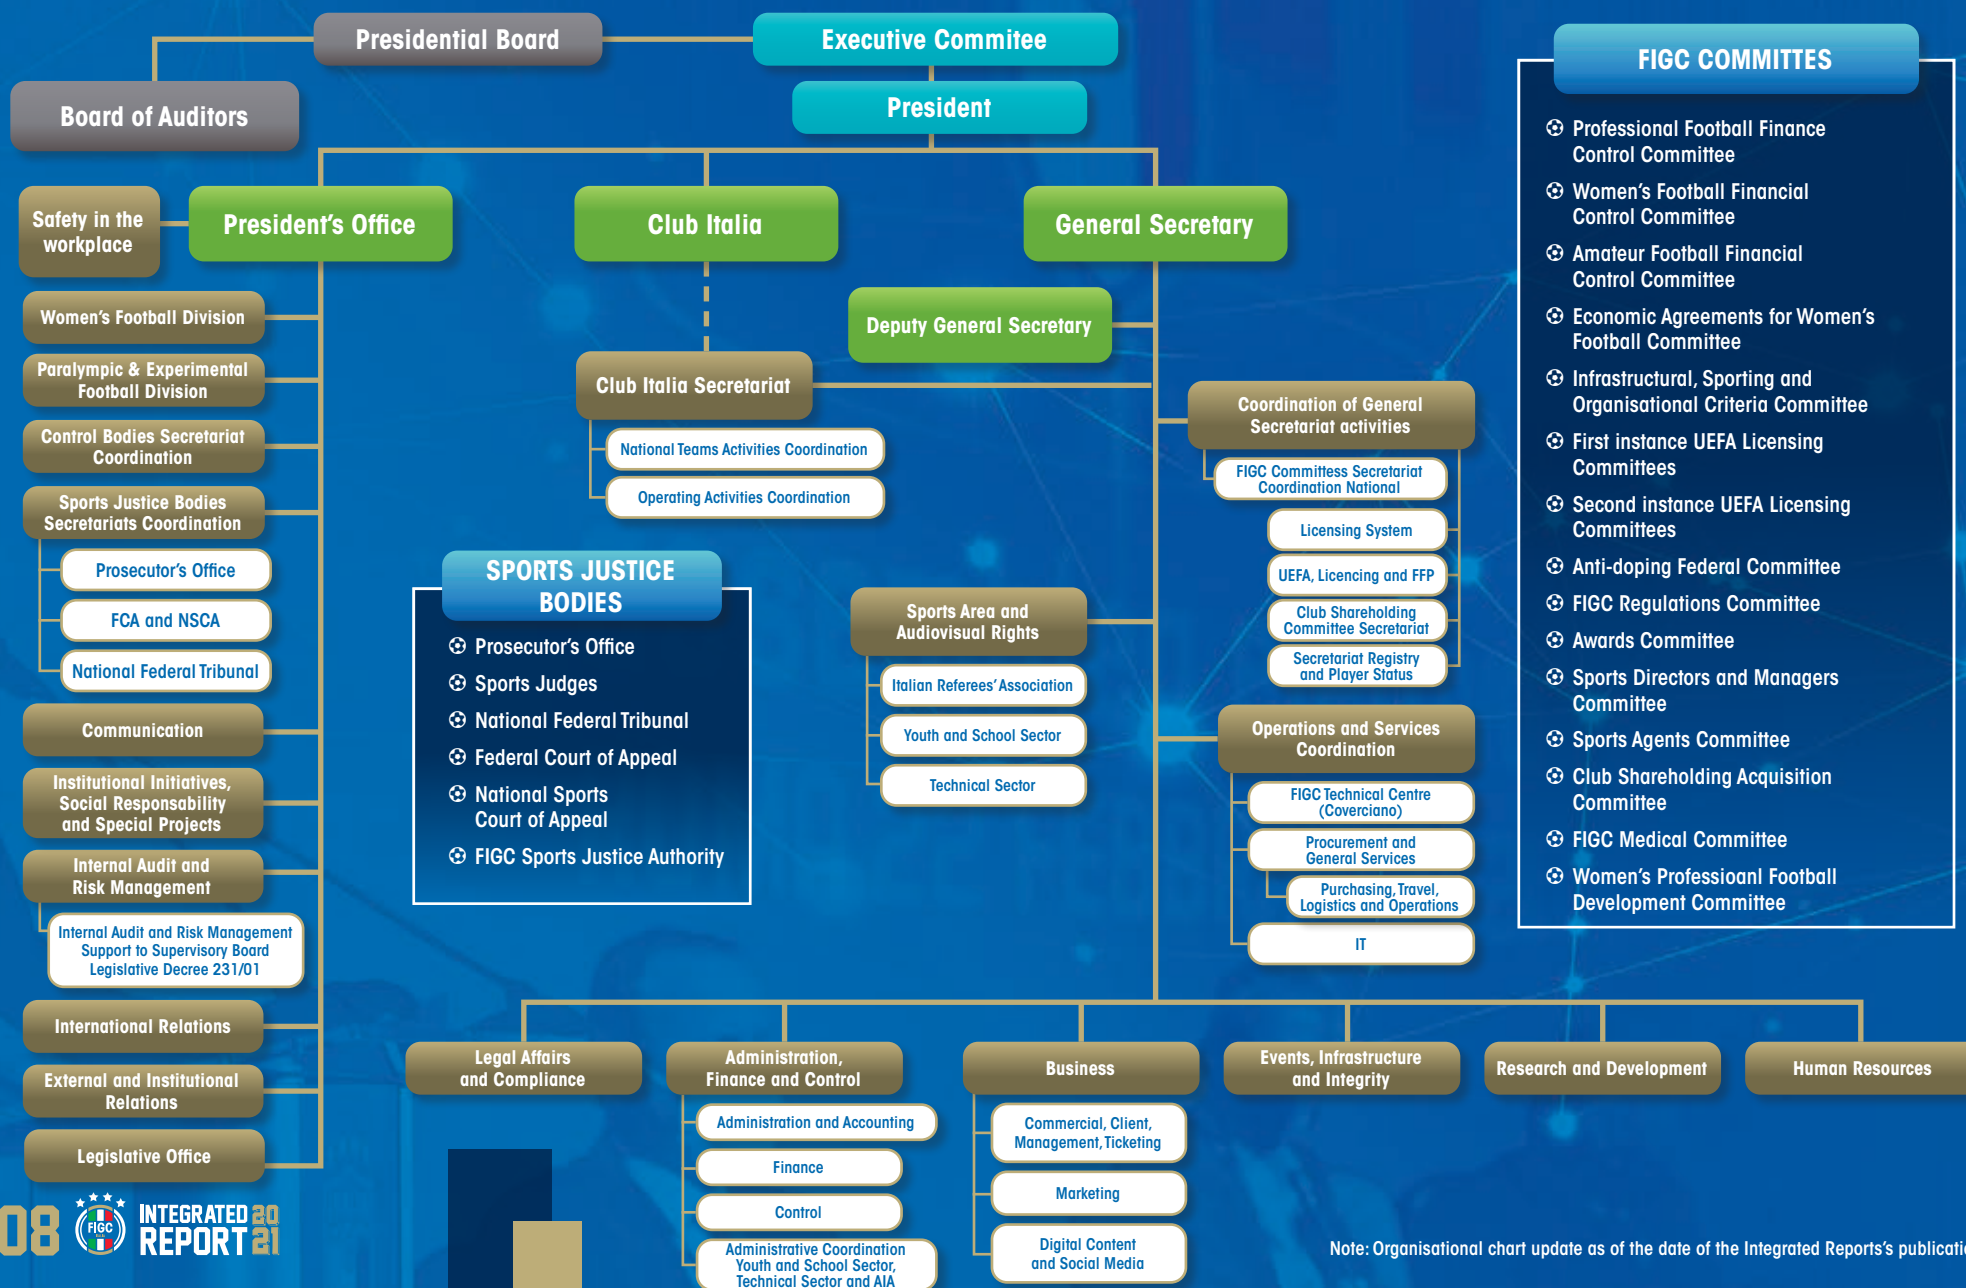 Presidential Board
Executive Commitee
Board of Auditors
President
Safety in the
workplace
President's Office
Club Italia
General Secretary
Women's Football Division
Paralympic & Experimental
Football Division
Control Bodies Secretariat
Coordination
Sports Justice Bodies
Secretariats Coordination
Prosecutor's Office
FCA and NSCA
National Federal Tribunal
Communication
Institutional Initiatives,
Social Responsability
and Special Projects
Internal Audit and
Risk Management
Internal Audit and Risk Management
Support to Supervisory Board
Legislative Decree 231/01
International Relations
External and Institutional
Relations
Legislative Office
Deputy General Secretary
Club Italia Secretariat
National Teams Activities Coordination
Operating Activities Coordination
SPORTS JUSTICE
BODIES
Prosecutor's Office
Sports Judges
National Federal Tribunal
Federal Court of Appeal
National Sports
Court of Appeal
FIGC Sports Justice Authority
Sports Area and
Audiovisual Rights
Italian Referees' Association
Youth and School Sector
Technical Sector
Coordination of General
Secretariat activities
FIGC Committess Secretariat
Coordination National
Licensing System
UEFA, Licencing and FFP
Club Shareholding
Committee Secretariat
Secretariat Registry
and Player Status
Operations and Services
Coordination
FIGC Technical Centre
(Coverciano)
Procurement and
General Services
Purchasing, Travel,
Logistics and Operations
IT
Legal Affairs
and Compliance
Administration,
Finance and Control
Administration and Accounting
Finance
Control
Administrative Coordination
Youth and School Sector,
Technical Sector and AIA
Business
Commercial, Client,
Management, Ticketing
Marketing
Digital Content
and Social Media
Events, Infrastructure
and Integrity
Research and Development
Human Resources
FIGC COMMITTES
Professional Football Finance
Control Committee
Women's Football Financial
Control Committee
Amateur Football Financial
Control Committee
Economic Agreements for Women's
Football Committee
Infrastructural, Sporting and
Organisational Criteria Committee
First instance UEFA Licensing
Committees
Second instance UEFA Licensing
Committees
Anti-doping Federal Committee
FIGC Regulations Committee
Awards Committee
Sports Directors and Managers
Committee
Sports Agents Committee
Club Shareholding Acquisition
Committee
FIGC Medical Committee
Women's Professioanl Football
Development Committee
08
FIGC
INTEGRATED 20
REPORT 21
Note: Organisational chart update as of the date of the Integrated Reports's publicatio